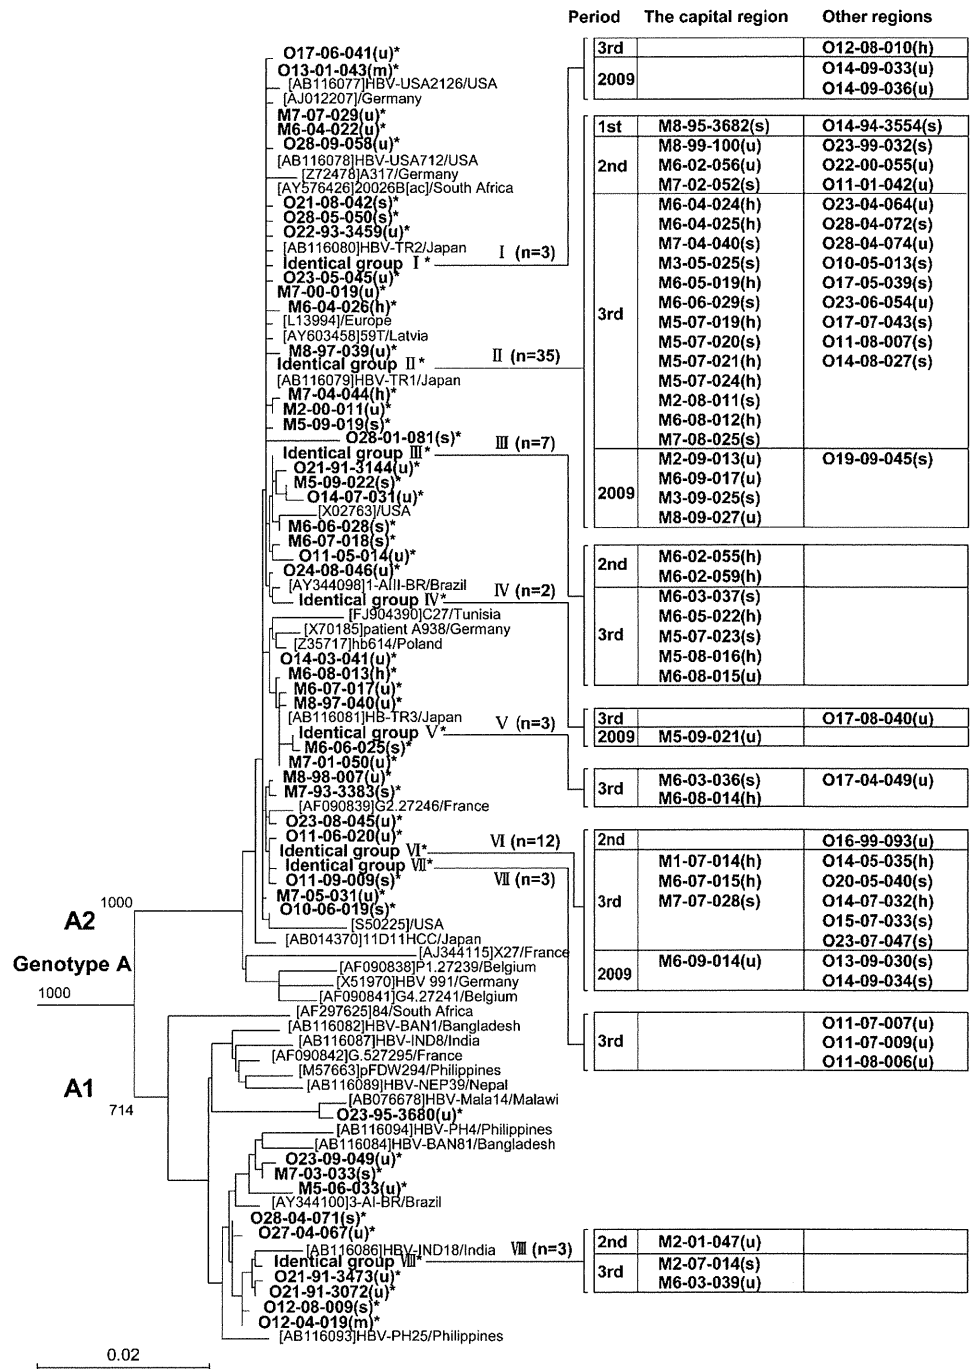 Period The capital region Other regions
O17-06-041(u)*
O13-01-043(m)*
[AB116077]HBV-USA2126/USA
[AJ012207]/Germany
M7-07-029(u)*
M6-04-022(u)*
O28-09-058(u)*
[AB116078]HBV-USA712/USA
[Z72478]A317/Germany
[AY576426]20026B[ac]/South Africa
O21-08-042(s)*
O28-05-050(s)*
O22-93-3459(u)*
[AB116080]HBV-TR2/Japan
Identical group Ⅰ* Ⅰ (n=3)
O23-05-045(u)*
M7-00-019(u)*
M6-04-026(h)*
[L13994]/Europe
[AY603458]59T/Latvia
M8-97-039(u)*
Identical group Ⅱ* Ⅱ (n=35)
[AB116079]HBV-TR1/Japan
M7-04-044(h)*
M2-00-011(u)*
M5-09-019(s)*
O28-01-081(s)*
Identical group Ⅲ* Ⅲ (n=7)
O21-91-3144(u)*
M5-09-022(s)*
O14-07-031(u)*
[X02763]/USA
M6-06-028(s)*
M6-07-018(s)*
O11-05-014(u)*
O24-08-046(u)*
[AY344098]1-AIII-BR/Brazil
Identical group Ⅳ* Ⅳ (n=2)
[FJ904390]C27/Tunisia
[X70185]patient A938/Germany
[Z35717]hb614/Poland
O14-03-041(u)*
M6-08-013(h)*
M6-07-017(u)*
M8-97-040(u)*
[AB116081]HB-TR3/Japan
Identical group Ⅴ* Ⅴ (n=3)
M6-06-025(s)*
M7-01-050(u)*
M8-98-007(u)*
M7-93-3383(s)*
[AF090839]G2.27246/France
O23-08-045(u)*
O11-06-020(u)*
Identical group Ⅵ* Ⅵ (n=12)
Identical group Ⅶ* Ⅶ (n=3)
O11-09-009(s)*
M7-05-031(u)*
O10-06-019(s)*
[S50225]/USA
[AB014370]11D11HCC/Japan
[AJ344115]X27/France
[AF090838]P1.27239/Belgium
[X51970]HBV 991/Germany
[AF090841]G4.27241/Belgium
[AF297625]84/South Africa
[AB116082]HBV-BAN1/Bangladesh
[AB116087]HBV-IND8/India
[AF090842]G.527295/France
[M57663]pFDW294/Philippines
[AB116089]HBV-NEP39/Nepal
[AB076678]HBV-Mala14/Malawi
O23-95-3680(u)*
[AB116094]HBV-PH4/Philippines
[AB116084]HBV-BAN81/Bangladesh
O23-09-049(u)*
M7-03-033(s)*
M5-06-033(u)*
[AY344100]3-AI-BR/Brazil
O28-04-071(s)*
O27-04-067(u)*
[AB116086]HBV-IND18/India
Identical group Ⅷ* Ⅷ (n=3)
O21-91-3473(u)*
O21-91-3072(u)*
O12-08-009(s)*
O12-04-019(m)*
[AB116093]HBV-PH25/Philippines
1000
A2
Genotype A
1000
A1
714
0.02
3rd O12-08-010(h)
2009 O14-09-033(u)
O14-09-036(u)
1st M8-95-3682(s) O14-94-3554(s)
2nd M8-99-100(u) O23-99-032(s)
M6-02-056(u) O22-00-055(u)
M7-02-052(s) O11-01-042(u)
3rd M6-04-024(h) O23-04-064(u)
M6-04-025(h) O28-04-072(s)
M7-04-040(s) O28-04-074(u)
M3-05-025(s) O10-05-013(s)
M6-05-019(h) O17-05-039(s)
M6-06-029(s) O23-06-054(u)
M5-07-019(h) O17-07-043(s)
M5-07-020(s) O11-08-007(s)
M5-07-021(h) O14-08-027(s)
M5-07-024(h)
M2-08-011(s)
M6-08-012(h)
M7-08-025(s)
2009 M2-09-013(u) O19-09-045(s)
M6-09-017(u)
M3-09-025(s)
M8-09-027(u)
2nd M6-02-055(h)
M6-02-059(h)
3rd M6-03-037(s)
M6-05-022(h)
M5-07-023(s)
M5-08-016(h)
M6-08-015(u)
3rd O17-08-040(u)
2009 M5-09-021(u)
3rd M6-03-036(s) O17-04-049(u)
M6-08-014(h)
2nd O16-99-093(u)
3rd M1-07-014(h) O14-05-035(h)
M6-07-015(h) O20-05-040(s)
M7-07-028(s) O14-07-032(h)
O15-07-033(s)
O23-07-047(s)
2009 M6-09-014(u) O13-09-030(s)
O14-09-034(s)
3rd O11-07-007(u)
O11-07-009(u)
O11-08-006(u)
2nd M2-01-047(u)
3rd M2-07-014(s)
M6-03-039(u)